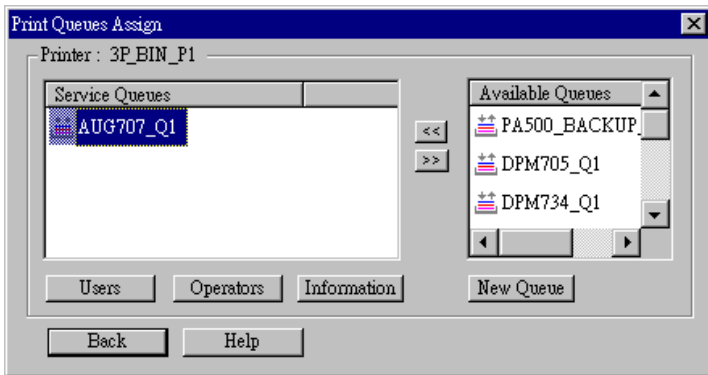 Print Queues Assign
Printer : 3P_BIN_P1
Service Queues
AUG707_Q1
<<
>>
Available Queues
PA500_BACKUP_
DPM705_Q1
DPM734_Q1
Users
Operators
Information
New Queue
Back
Help